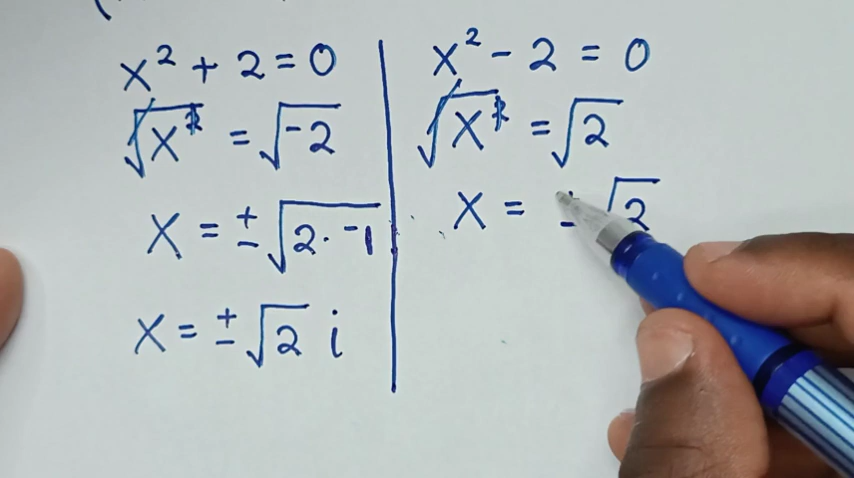 x² + 2 = 0
√x² = √-2
x = ± √2 · -1
x = ± √2 i
x² - 2 = 0
√x² = √2
x = ± √2